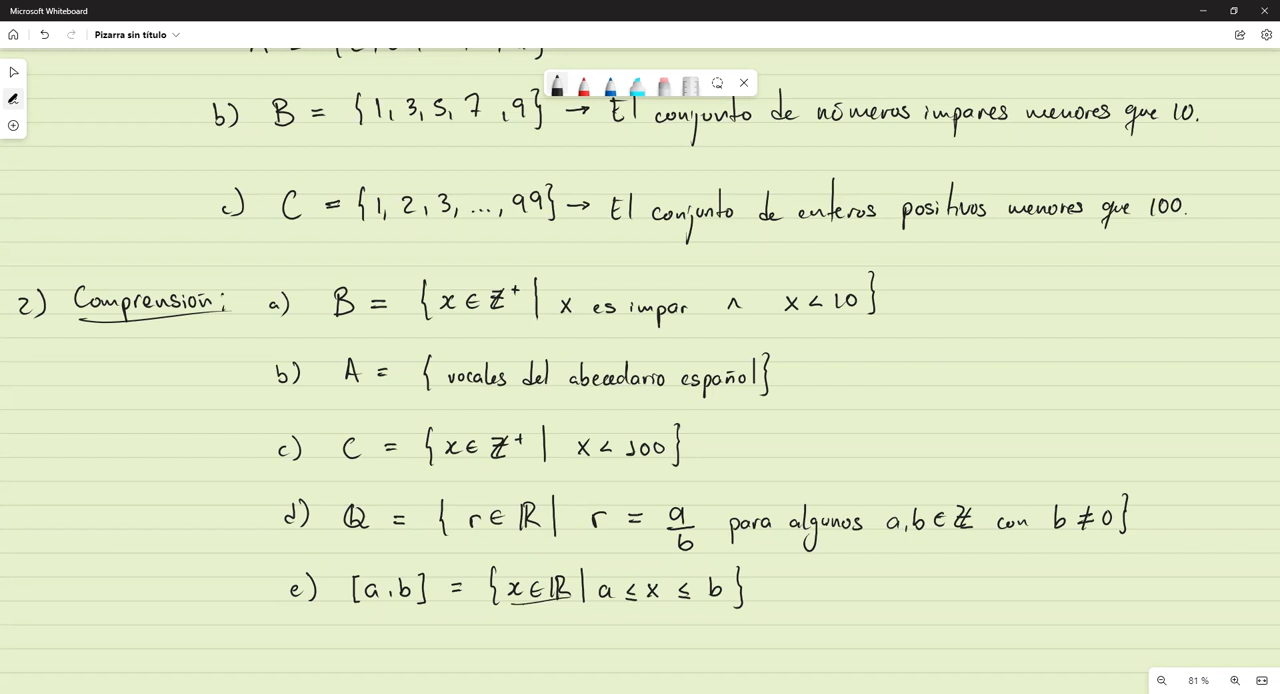 Microsoft Whiteboard
Pizarra sin título
b) B = {1, 3, 5, 7, 9} → El conjunto de números impares menores que 10.
c) C = {1, 2, 3, ..., 99} → El conjunto de enteros positivos menores que 100.
2) Comprensión: a) B = {x ∈ ℤ⁺ | x es impar ∧ x < 10}
b) A = {vocales del abecedario español}
c) C = {x ∈ ℤ⁺ | x < 100}
d) ℚ = {r ∈ ℝ | r = a/b para algunos a, b ∈ ℤ con b ≠ 0}
e) [a, b] = {x ∈ ℝ | a ≤ x ≤ b}
81 %